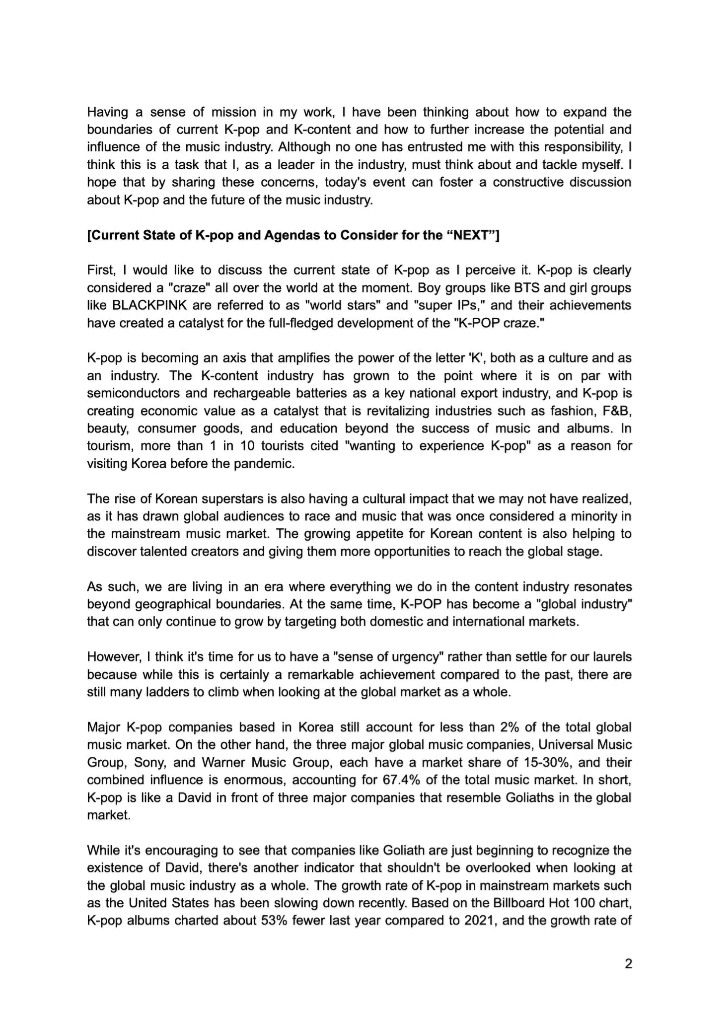 Having a sense of mission in my work, I have been thinking about how to expand the
boundaries of current K-pop and K-content and how to further increase the potential and
influence of the music industry. Although no one has entrusted me with this responsibility, I
think this is a task that I, as a leader in the industry, must think about and tackle myself. I
hope that by sharing these concerns, today's event can foster a constructive discussion
about K-pop and the future of the music industry.
[Current State of K-pop and Agendas to Consider for the “NEXT”]
First, I would like to discuss the current state of K-pop as I perceive it. K-pop is clearly
considered a "craze" all over the world at the moment. Boy groups like BTS and girl groups
like BLACKPINK are referred to as "world stars" and "super IPs," and their achievements
have created a catalyst for the full-fledged development of the "K-POP craze."
K-pop is becoming an axis that amplifies the power of the letter 'K', both as a culture and as
an industry. The K-content industry has grown to the point where it is on par with
semiconductors and rechargeable batteries as a key national export industry, and K-pop is
creating economic value as a catalyst that is revitalizing industries such as fashion, F&B,
beauty, consumer goods, and education beyond the success of music and albums. In
tourism, more than 1 in 10 tourists cited "wanting to experience K-pop" as a reason for
visiting Korea before the pandemic.
The rise of Korean superstars is also having a cultural impact that we may not have realized,
as it has drawn global audiences to race and music that was once considered a minority in
the mainstream music market. The growing appetite for Korean content is also helping to
discover talented creators and giving them more opportunities to reach the global stage.
As such, we are living in an era where everything we do in the content industry resonates
beyond geographical boundaries. At the same time, K-POP has become a "global industry"
that can only continue to grow by targeting both domestic and international markets.
However, I think it's time for us to have a "sense of urgency" rather than settle for our laurels
because while this is certainly a remarkable achievement compared to the past, there are
still many ladders to climb when looking at the global market as a whole.
Major K-pop companies based in Korea still account for less than 2% of the total global
music market. On the other hand, the three major global music companies, Universal Music
Group, Sony, and Warner Music Group, each have a market share of 15-30%, and their
combined influence is enormous, accounting for 67.4% of the total music market. In short,
K-pop is like a David in front of three major companies that resemble Goliaths in the global
market.
While it's encouraging to see that companies like Goliath are just beginning to recognize the
existence of David, there's another indicator that shouldn't be overlooked when looking at
the global music industry as a whole. The growth rate of K-pop in mainstream markets such
as the United States has been slowing down recently. Based on the Billboard Hot 100 chart,
K-pop albums charted about 53% fewer last year compared to 2021, and the growth rate of
2